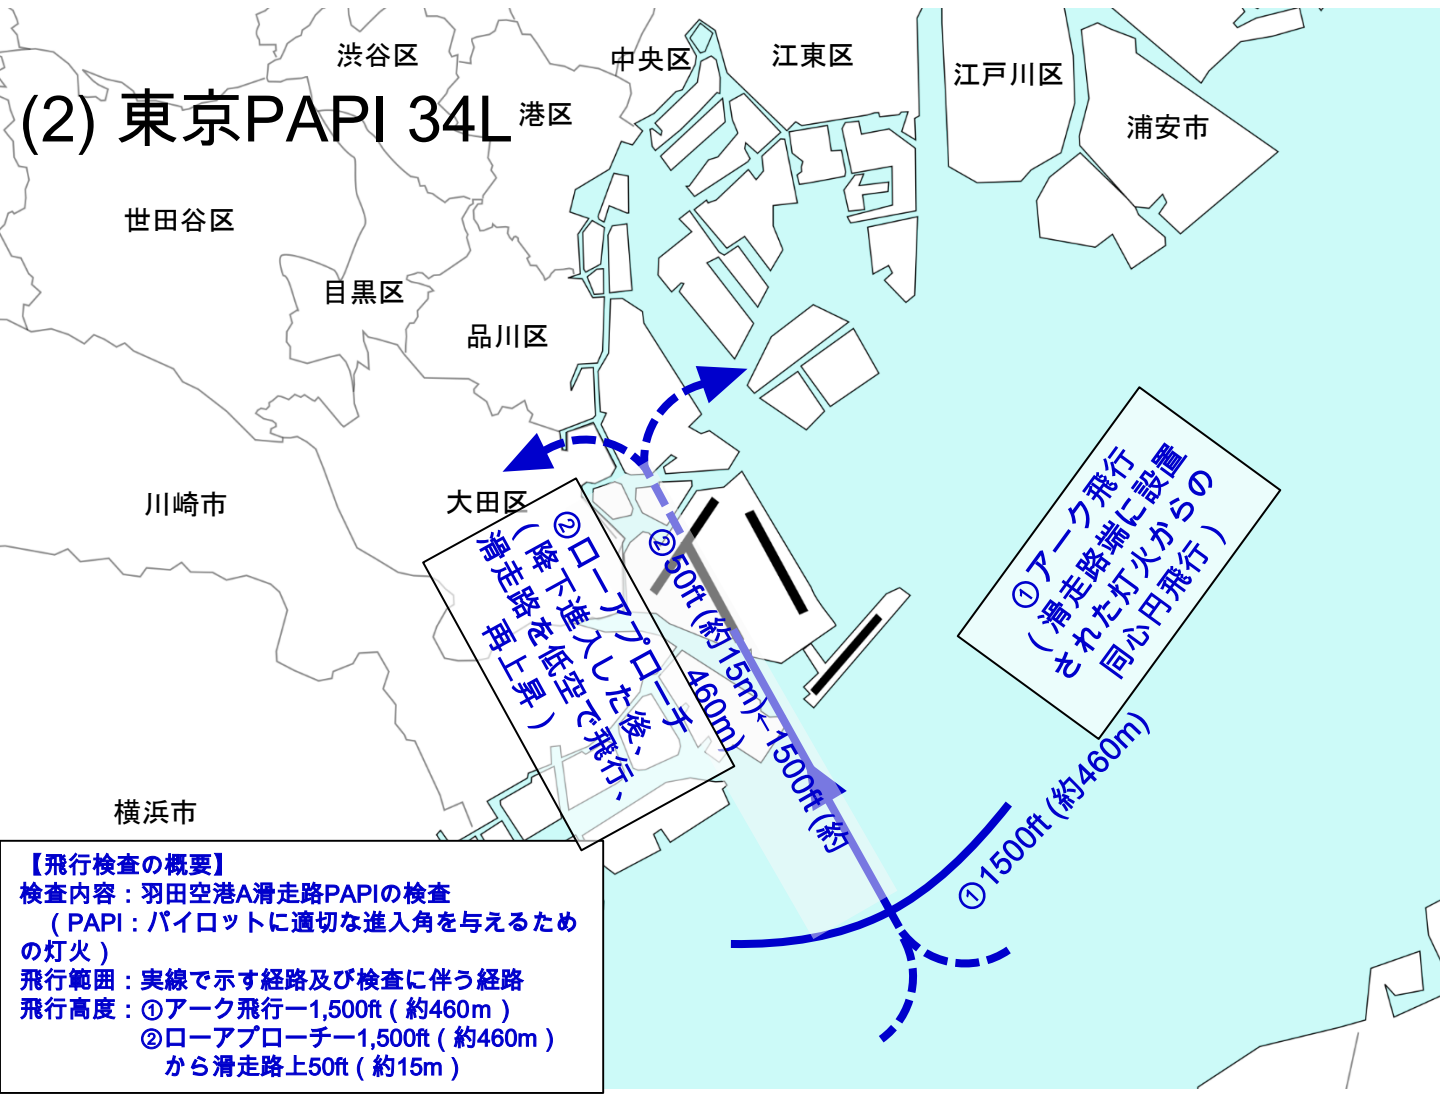 渋谷区
中央区
江東区
江戸川区
(2) 東京PAPI 34L
港区
浦安市
世田谷区
目黒区
品川区
川崎市
大田区
横浜市
①アーク飛行
（滑走路端に設置
された灯火からの
同心円飛行）
②ローアプローチ
（降下進入した後、
滑走路を低空で飛行、
再上昇）
②50ft (約15m)←1500ft (約
460m)
①1500ft (約460m)
【飛行検査の概要】
検査内容：羽田空港A滑走路PAPIの検査
（PAPI：パイロットに適切な進入角を与えるため
の灯火）
飛行範囲：実線で示す経路及び検査に伴う経路
飛行高度：①アーク飛行ー1,500ft（約460m）
②ローアプローチー1,500ft（約460m）
から滑走路上50ft（約15m）